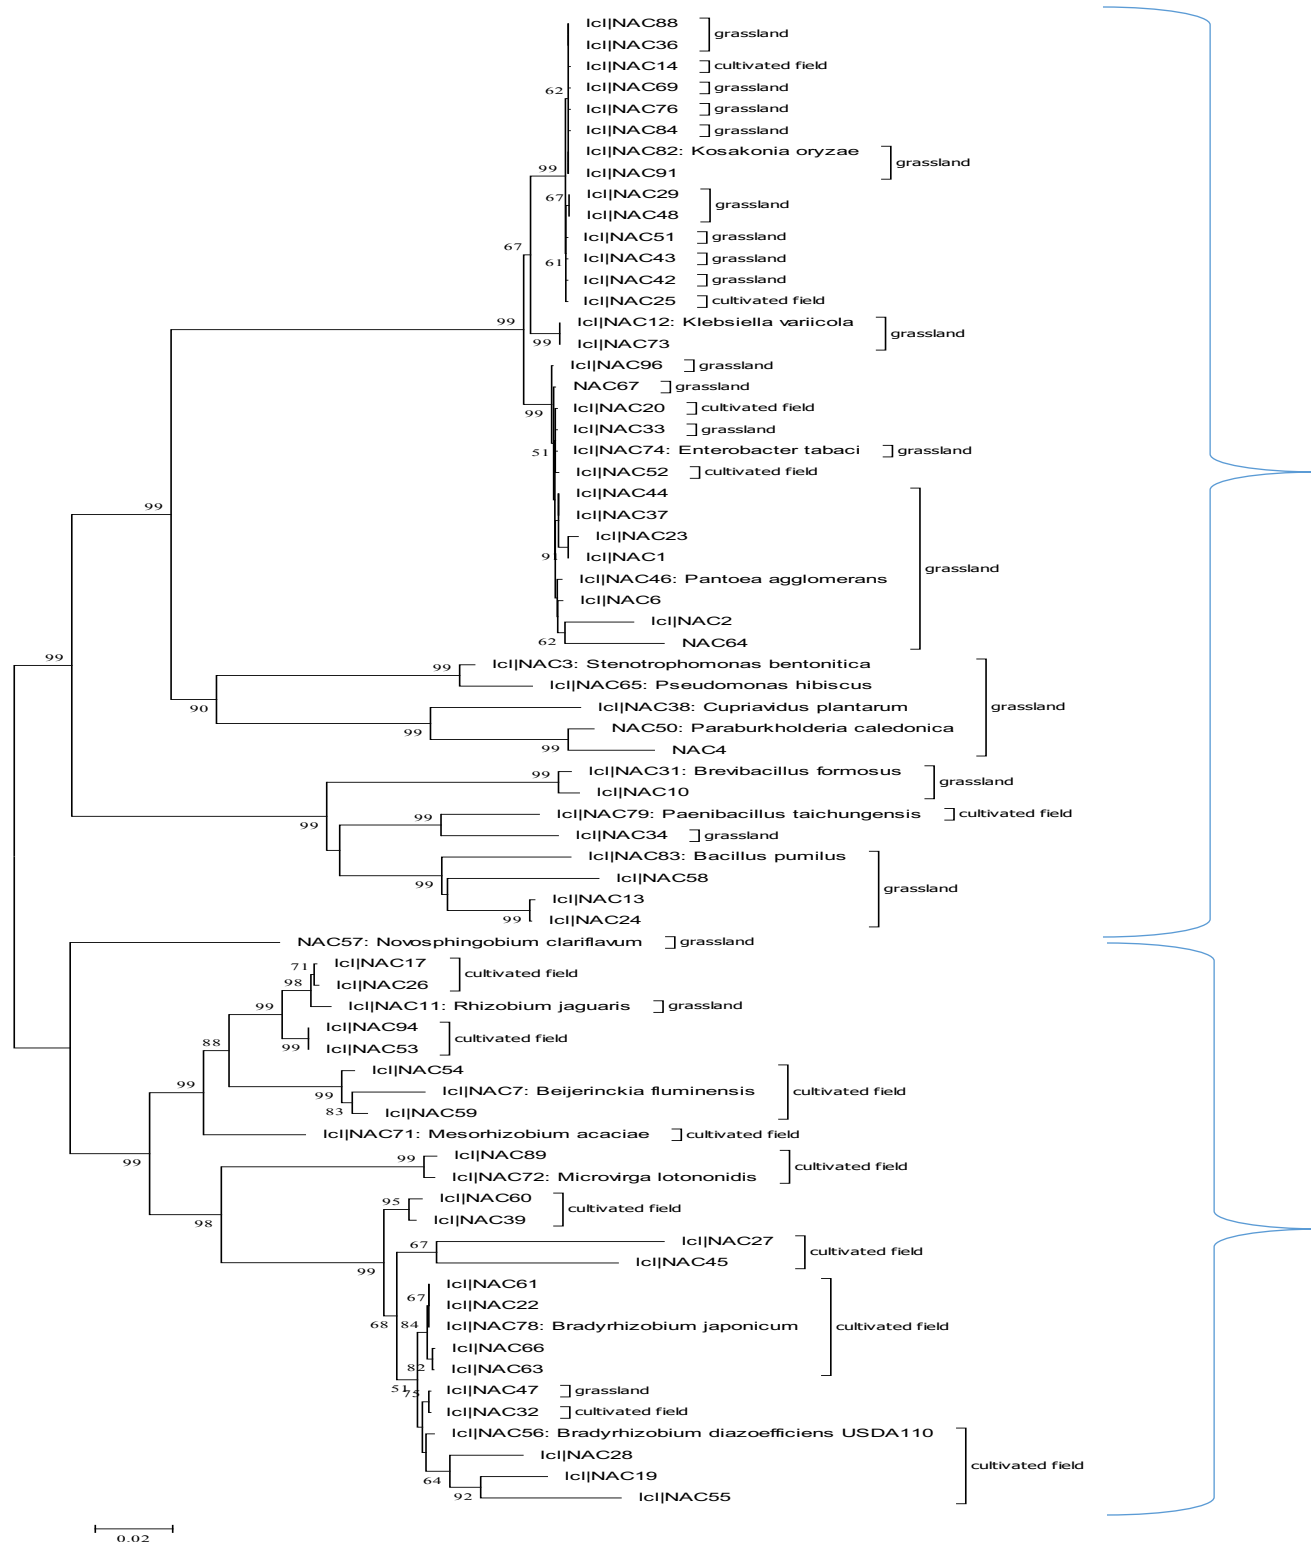 lcl|NAC88
grassland
lcl|NAC36
lcl|NAC14 cultivated field
62
lcl|NAC69 grassland
lcl|NAC76 grassland
lcl|NAC84 grassland
lcl|NAC82: Kosakonia oryzae
grassland
99
lcl|NAC91
67
lcl|NAC29
grassland
lcl|NAC48
lcl|NAC51 grassland
67
lcl|NAC43 grassland
61
lcl|NAC42 grassland
lcl|NAC25 cultivated field
99
lcl|NAC12: Klebsiella variicola
grassland
99
lcl|NAC73
lcl|NAC96 grassland
NAC67 grassland
99
lcl|NAC20 cultivated field
lcl|NAC33 grassland
51
lcl|NAC74: Enterobacter tabaci grassland
lcl|NAC52 cultivated field
lcl|NAC44
99
lcl|NAC37
lcl|NAC23
91
lcl|NAC1
grassland
lcl|NAC46: Pantoea agglomerans
lcl|NAC6
lcl|NAC2
62
NAC64
99
99
lcl|NAC3: Stenotrophomonas bentonitica
lcl|NAC65: Pseudomonas hibiscus
90
lcl|NAC38: Cupriavidus plantarum
grassland
99
NAC50: Paraburkholderia caledonica
99
NAC4
99
lcl|NAC31: Brevibacillus formosus
grassland
lcl|NAC10
99
99
lcl|NAC79: Paenibacillus taichungensis cultivated field
lcl|NAC34 grassland
lcl|NAC83: Bacillus pumilus
99
lcl|NAC58
grassland
lcl|NAC13
99
lcl|NAC24
NAC57: Novosphingobium clariflavum grassland
71
lcl|NAC17
cultivated field
98
lcl|NAC26
99
lcl|NAC11: Rhizobium jaguaris grassland
lcl|NAC94
cultivated field
88
99
lcl|NAC53
lcl|NAC54
99
99
lcl|NAC7: Beijerinckia fluminensis cultivated field
83
lcl|NAC59
lcl|NAC71: Mesorhizobium acaciae cultivated field
99
99
lcl|NAC89
cultivated field
lcl|NAC72: Microvirga lotononidis
95
lcl|NAC60
cultivated field
98
lcl|NAC39
67
lcl|NAC27
cultivated field
99
lcl|NAC45
lcl|NAC61
67
lcl|NAC22
68
84
lcl|NAC78: Bradyrhizobium japonicum cultivated field
lcl|NAC66
82
lcl|NAC63
51
75
lcl|NAC47 grassland
lcl|NAC32 cultivated field
lcl|NAC56: Bradyrhizobium diazoefficiens USDA110
lcl|NAC28
cultivated field
64
lcl|NAC19
92
lcl|NAC55
0.02